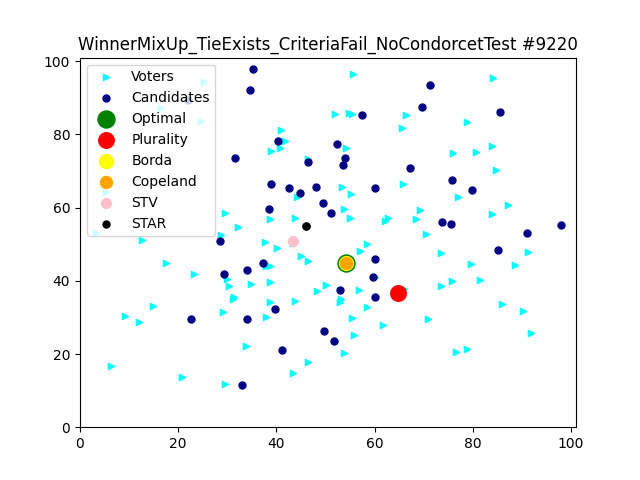 WinnerMixUp_TieExists_CriteriaFail_NoCondorcetTest #9220
Voters
Candidates
Optimal
Plurality
Borda
Copeland
STV
STAR
100
80
60
40
20
0
0 20 40 60 80 100